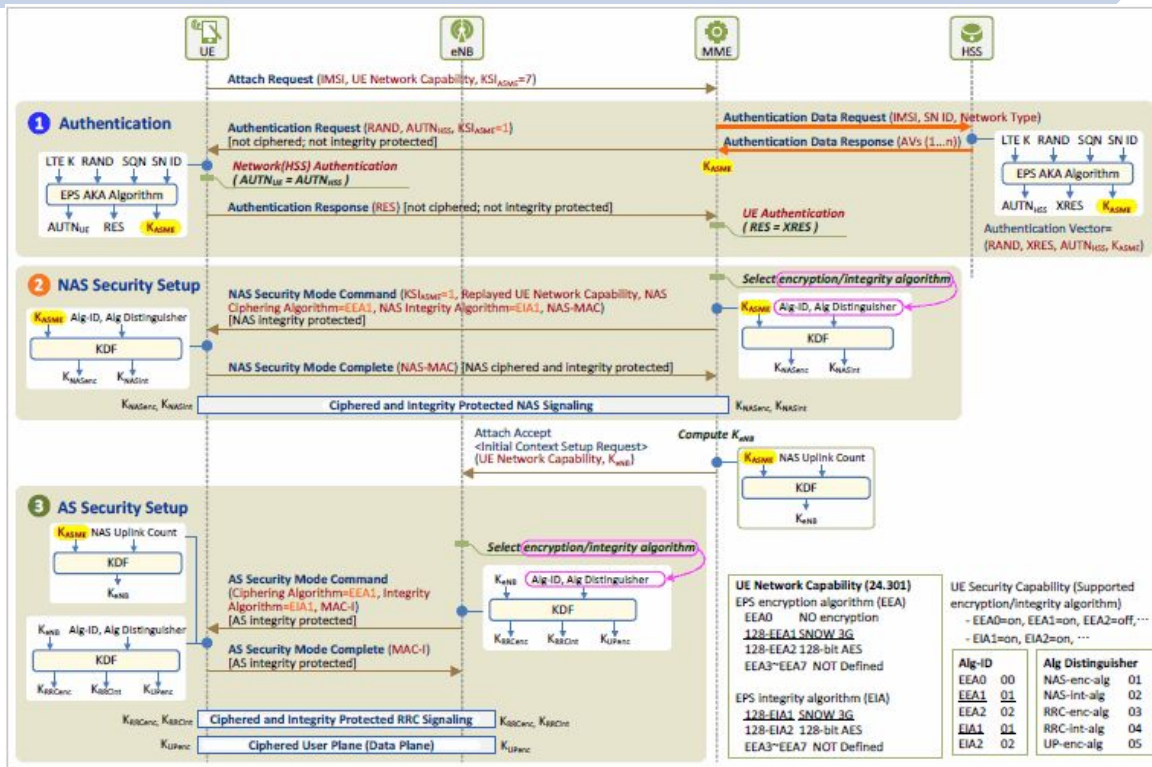 UE
eNB
MME
HSS
Attach Request (IMSI, UE Network Capability, KSIASME=7)
1 Authentication
Authentication Request (RAND, AUTNHSS, KSIASME=1)
[not ciphered; not integrity protected]
Authentication Data Request (IMSI, SN ID, Network Type)
Authentication Data Response (AVs (1...n))
LTE K RAND SQN SN ID
EPS AKA Algorithm
AUTNUE RES KASME
Network(HSS) Authentication
( AUTNUE = AUTNHSS )
KASME
LTE K RAND SQN SN ID
EPS AKA Algorithm
AUTNHSS XRES KASME
Authentication Response (RES) [not ciphered; not integrity protected]
UE Authentication
( RES = XRES )
Authentication Vector=
(RAND, XRES, AUTNHSS, KASME)
2 NAS Security Setup
Select encryption/integrity algorithm
NAS Security Mode Command (KSIASME=1, Replayed UE Network Capability, NAS
Ciphering Algorithm=EEA1, NAS Integrity Algorithm=EIA1, NAS-MAC)
[NAS integrity protected]
KASME Alg-ID, Alg Distinguisher
KDF
KNASenc KNASint
KASME Alg-ID, Alg Distinguisher
KDF
KNASenc KNASint
NAS Security Mode Complete (NAS-MAC) [NAS ciphered and integrity protected]
KNASenc, KNASint
Ciphered and Integrity Protected NAS Signaling
KNASenc, KNASint
Attach Accept
<Initial Context Setup Request>
(UE Network Capability, KeNB)
Compute KeNB
KASME NAS Uplink Count
KDF
KeNB
3 AS Security Setup
KASME NAS Uplink Count
KDF
KeNB
Select encryption/integrity algorithm
AS Security Mode Command
(Ciphering Algorithm=EEA1, Integrity
Algorithm=EIA1, MAC-I)
[AS integrity protected]
KeNB Alg-ID, Alg Distinguisher
KDF
KRRCenc KRRCint KUPenc
KeNB Alg-ID, Alg Distinguisher
KDF
KRRCenc KRRCint KUPenc
AS Security Mode Complete (MAC-I)
[AS integrity protected]
KRRCenc, KRRCint
Ciphered and Integrity Protected RRC Signaling
KRRCenc, KRRCint
KUPenc
Ciphered User Plane (Data Plane)
KUPenc
UE Network Capability (24.301)
EPS encryption algorithm (EEA)
EEA0 NO encryption
128-EEA1 SNOW 3G
128-EEA2 128-bit AES
EEA3~EEA7 NOT Defined
EPS integrity algorithm (EIA)
128-EIA1 SNOW 3G
128-EIA2 128-bit AES
EEA3~EEA7 NOT Defined
UE Security Capability (Supported
encryption/integrity algorithm)
- EEA0=on, EEA1=on, EEA2=off,···
- EIA1=on, EIA2=on, ···
Alg-ID
EEA0 00
EEA1 01
EEA2 02
EIA1 01
EIA2 02
Alg Distinguisher
NAS-enc-alg 01
NAS-int-alg 02
RRC-enc-alg 03
RRC-int-alg 04
UP-enc-alg 05